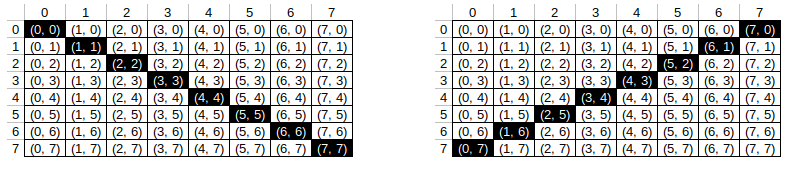 0 1 2 3 4 5 6 7
0 (0, 0) (1, 0) (2, 0) (3, 0) (4, 0) (5, 0) (6, 0) (7, 0)
1 (0, 1) (1, 1) (2, 1) (3, 1) (4, 1) (5, 1) (6, 1) (7, 1)
2 (0, 2) (1, 2) (2, 2) (3, 2) (4, 2) (5, 2) (6, 2) (7, 2)
3 (0, 3) (1, 3) (2, 3) (3, 3) (4, 3) (5, 3) (6, 3) (7, 3)
4 (0, 4) (1, 4) (2, 4) (3, 4) (4, 4) (5, 4) (6, 4) (7, 4)
5 (0, 5) (1, 5) (2, 5) (3, 5) (4, 5) (5, 5) (6, 5) (7, 5)
6 (0, 6) (1, 6) (2, 6) (3, 6) (4, 6) (5, 6) (6, 6) (7, 6)
7 (0, 7) (1, 7) (2, 7) (3, 7) (4, 7) (5, 7) (6, 7) (7, 7)
0 1 2 3 4 5 6 7
0 (0, 0) (1, 0) (2, 0) (3, 0) (4, 0) (5, 0) (6, 0) (7, 0)
1 (0, 1) (1, 1) (2, 1) (3, 1) (4, 1) (5, 1) (6, 1) (7, 1)
2 (0, 2) (1, 2) (2, 2) (3, 2) (4, 2) (5, 2) (6, 2) (7, 2)
3 (0, 3) (1, 3) (2, 3) (3, 3) (4, 3) (5, 3) (6, 3) (7, 3)
4 (0, 4) (1, 4) (2, 4) (3, 4) (4, 4) (5, 4) (6, 4) (7, 4)
5 (0, 5) (1, 5) (2, 5) (3, 5) (4, 5) (5, 5) (6, 5) (7, 5)
6 (0, 6) (1, 6) (2, 6) (3, 6) (4, 6) (5, 6) (6, 6) (7, 6)
7 (0, 7) (1, 7) (2, 7) (3, 7) (4, 7) (5, 7) (6, 7) (7, 7)